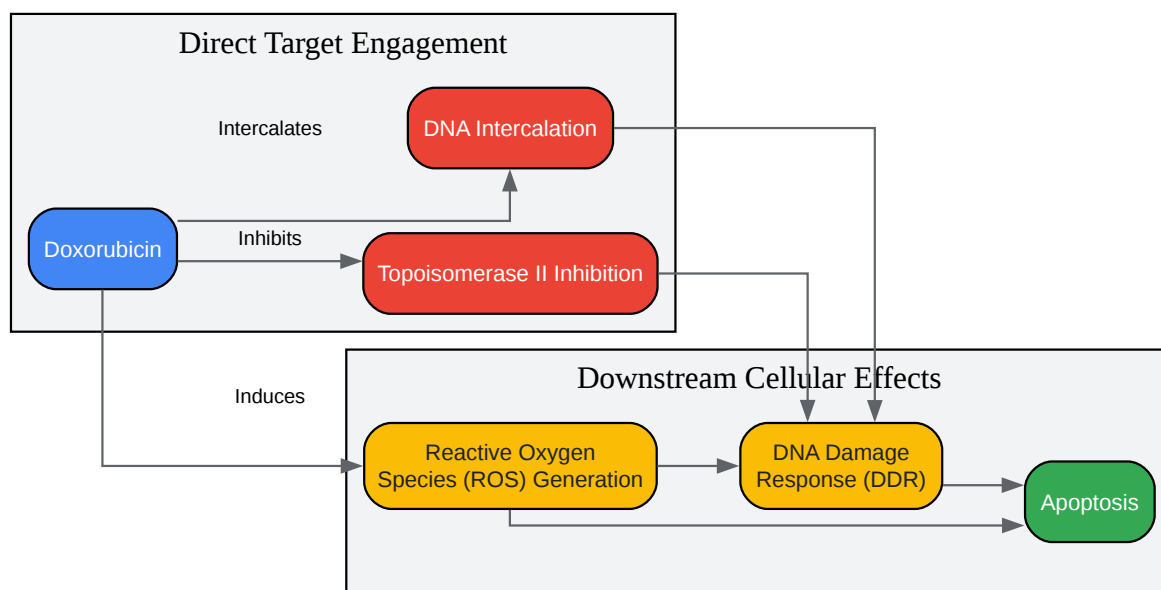 Direct Target Engagement
Intercalates
DNA Intercalation
Doxorubicin
Inhibits
Topoisomerase II Inhibition
Downstream Cellular Effects
Induces
Reactive Oxygen
Species (ROS) Generation
DNA Damage
Response (DDR)
Apoptosis